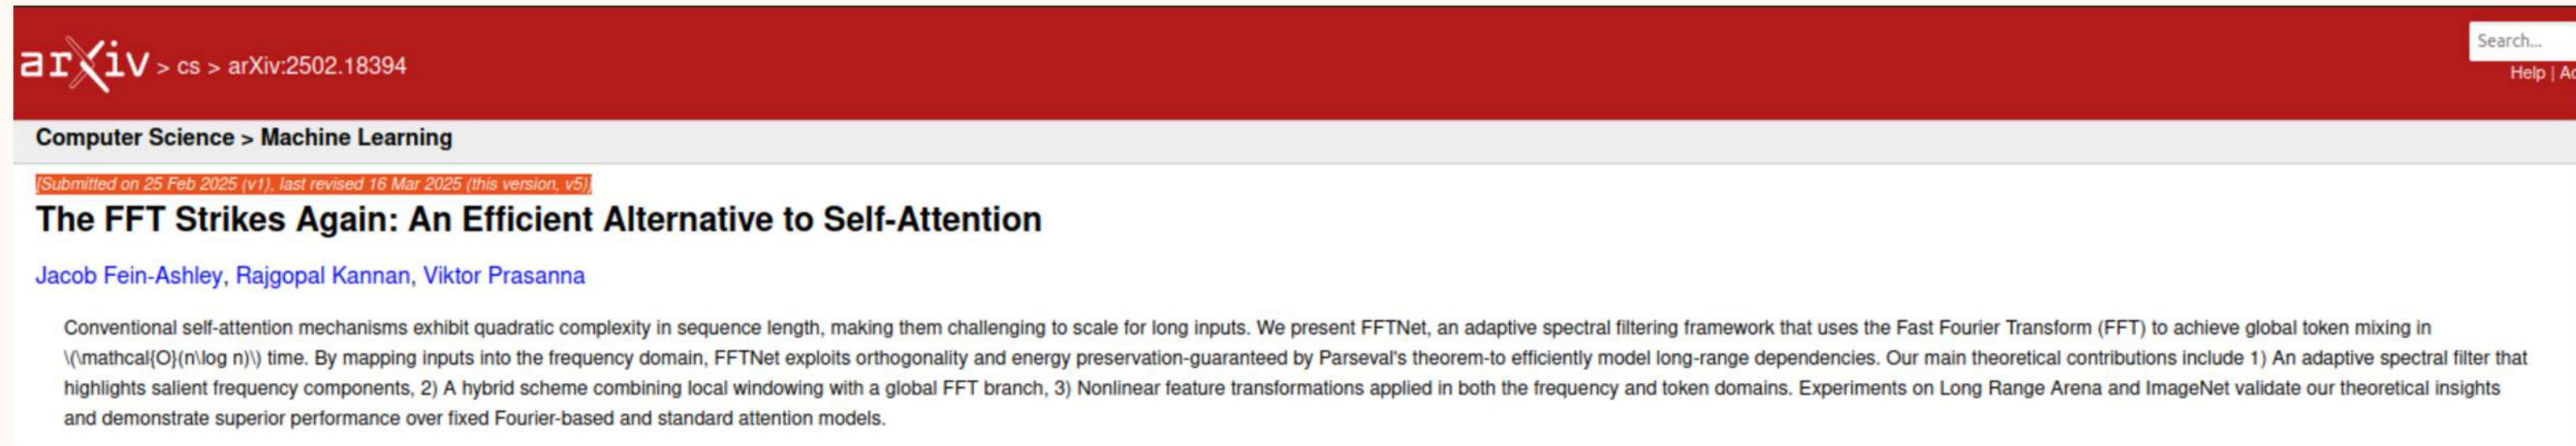 arXiv > cs > arXiv:2502.18394
Search...
Help |
Computer Science > Machine Learning
[Submitted on 25 Feb 2025 (v1), last revised 16 Mar 2025 (this version, v5)]
The FFT Strikes Again: An Efficient Alternative to Self-Attention
Jacob Fein-Ashley, Rajgopal Kannan, Viktor Prasanna
Conventional self-attention mechanisms exhibit quadratic complexity in sequence length, making them challenging to scale for long inputs. We present FFTNet, an adaptive spectral filtering framework that uses the Fast Fourier Transform (FFT) to achieve global token mixing in
\(\mathcal{O}(n\log n)\) time. By mapping inputs into the frequency domain, FFTNet exploits orthogonality and energy preservation-guaranteed by Parseval's theorem-to efficiently model long-range dependencies. Our main theoretical contributions include 1) An adaptive spectral filter that
highlights salient frequency components, 2) A hybrid scheme combining local windowing with a global FFT branch, 3) Nonlinear feature transformations applied in both the frequency and token domains. Experiments on Long Range Arena and ImageNet validate our theoretical insights
and demonstrate superior performance over fixed Fourier-based and standard attention models.